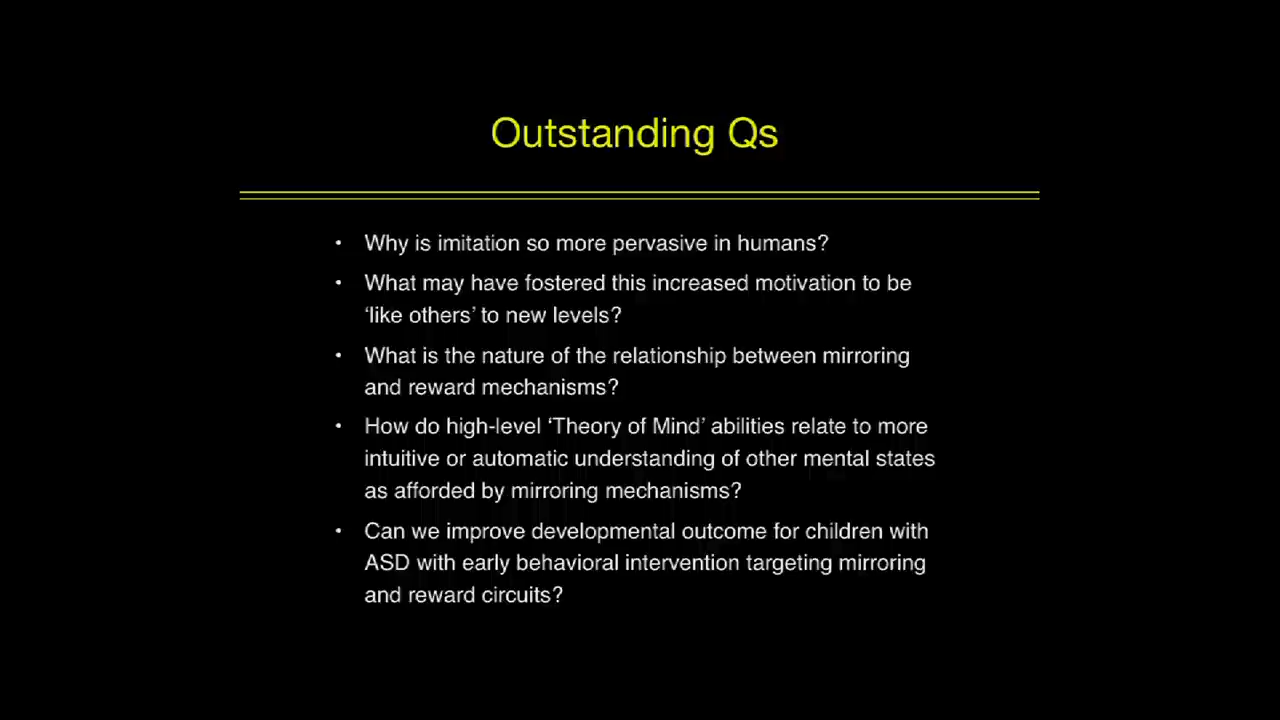 Outstanding Qs
• Why is imitation so more pervasive in humans?
• What may have fostered this increased motivation to be
‘like others’ to new levels?
• What is the nature of the relationship between mirroring
and reward mechanisms?
• How do high-level ‘Theory of Mind’ abilities relate to more
intuitive or automatic understanding of other mental states
as afforded by mirroring mechanisms?
• Can we improve developmental outcome for children with
ASD with early behavioral intervention targeting mirroring
and reward circuits?